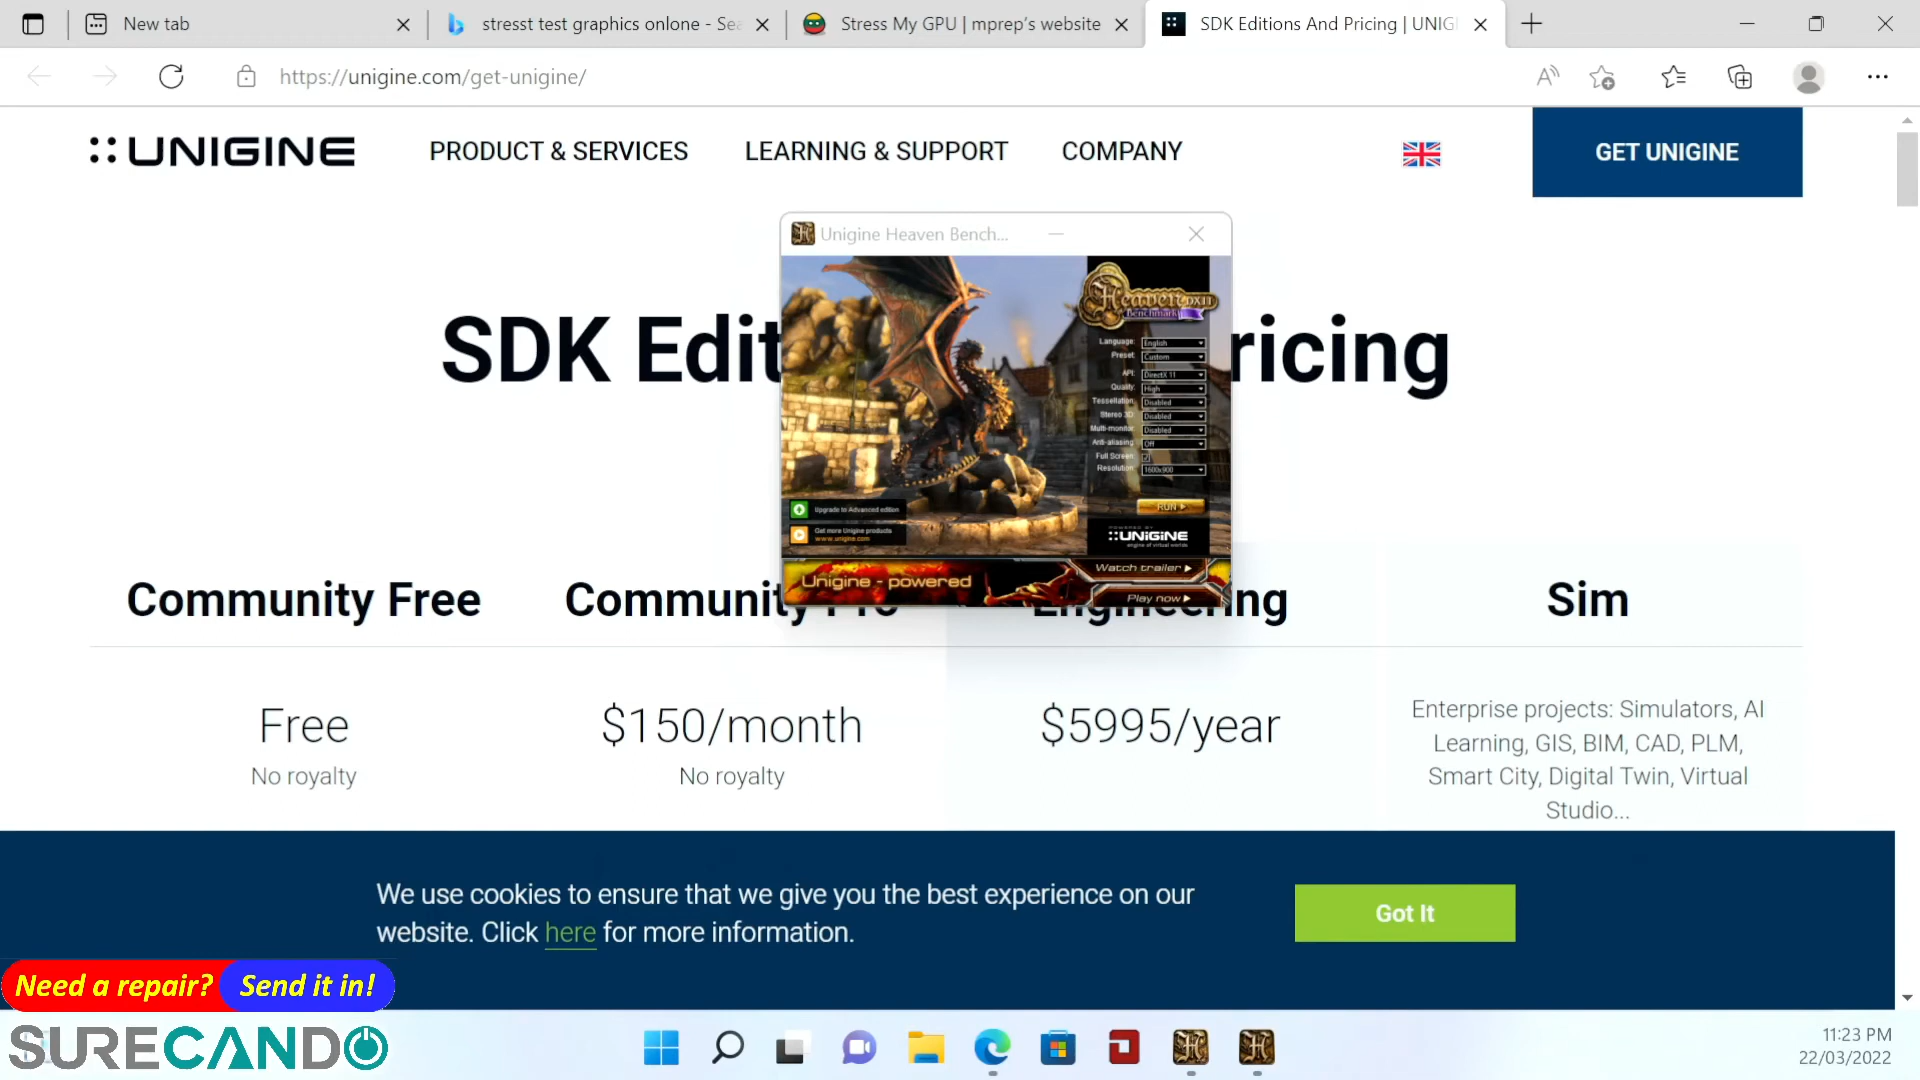 New tab
stresst test graphics onlone - Sea
Stress My GPU | mprep's website
SDK Editions And Pricing | UNIGI
https://unigine.com/get-unigine/
UNIGINE
PRODUCT & SERVICES
LEARNING & SUPPORT
COMPANY
GET UNIGINE
SDK Edit
ricing
Unigine Heaven Bench...
Heaven DX11
Benchmark
Language: English
Preset: Custom
API: DirectX 11
Quality: High
Tessellation: Disabled
Stereo 3D: Disabled
Multi-monitor: Disabled
Anti-aliasing: Off
Full Screen:
Resolution: 1600x900
RUN
Upgrade to Advanced edition
Get more Unigine products
www.unigine.com
POWERED BY
UNIGINE
engine of virtual worlds
Unigine - powered
Watch trailer
Play now
Community Free
Community Pro
Engineering
Sim
Free
No royalty
$150/month
No royalty
$5995/year
Enterprise projects: Simulators, AI
Learning, GIS, BIM, CAD, PLM,
Smart City, Digital Twin, Virtual
Studio...
We use cookies to ensure that we give you the best experience on our
website. Click here for more information.
Got It
Need a repair? Send it in!
SURECANDO
11:23 PM
22/03/2022